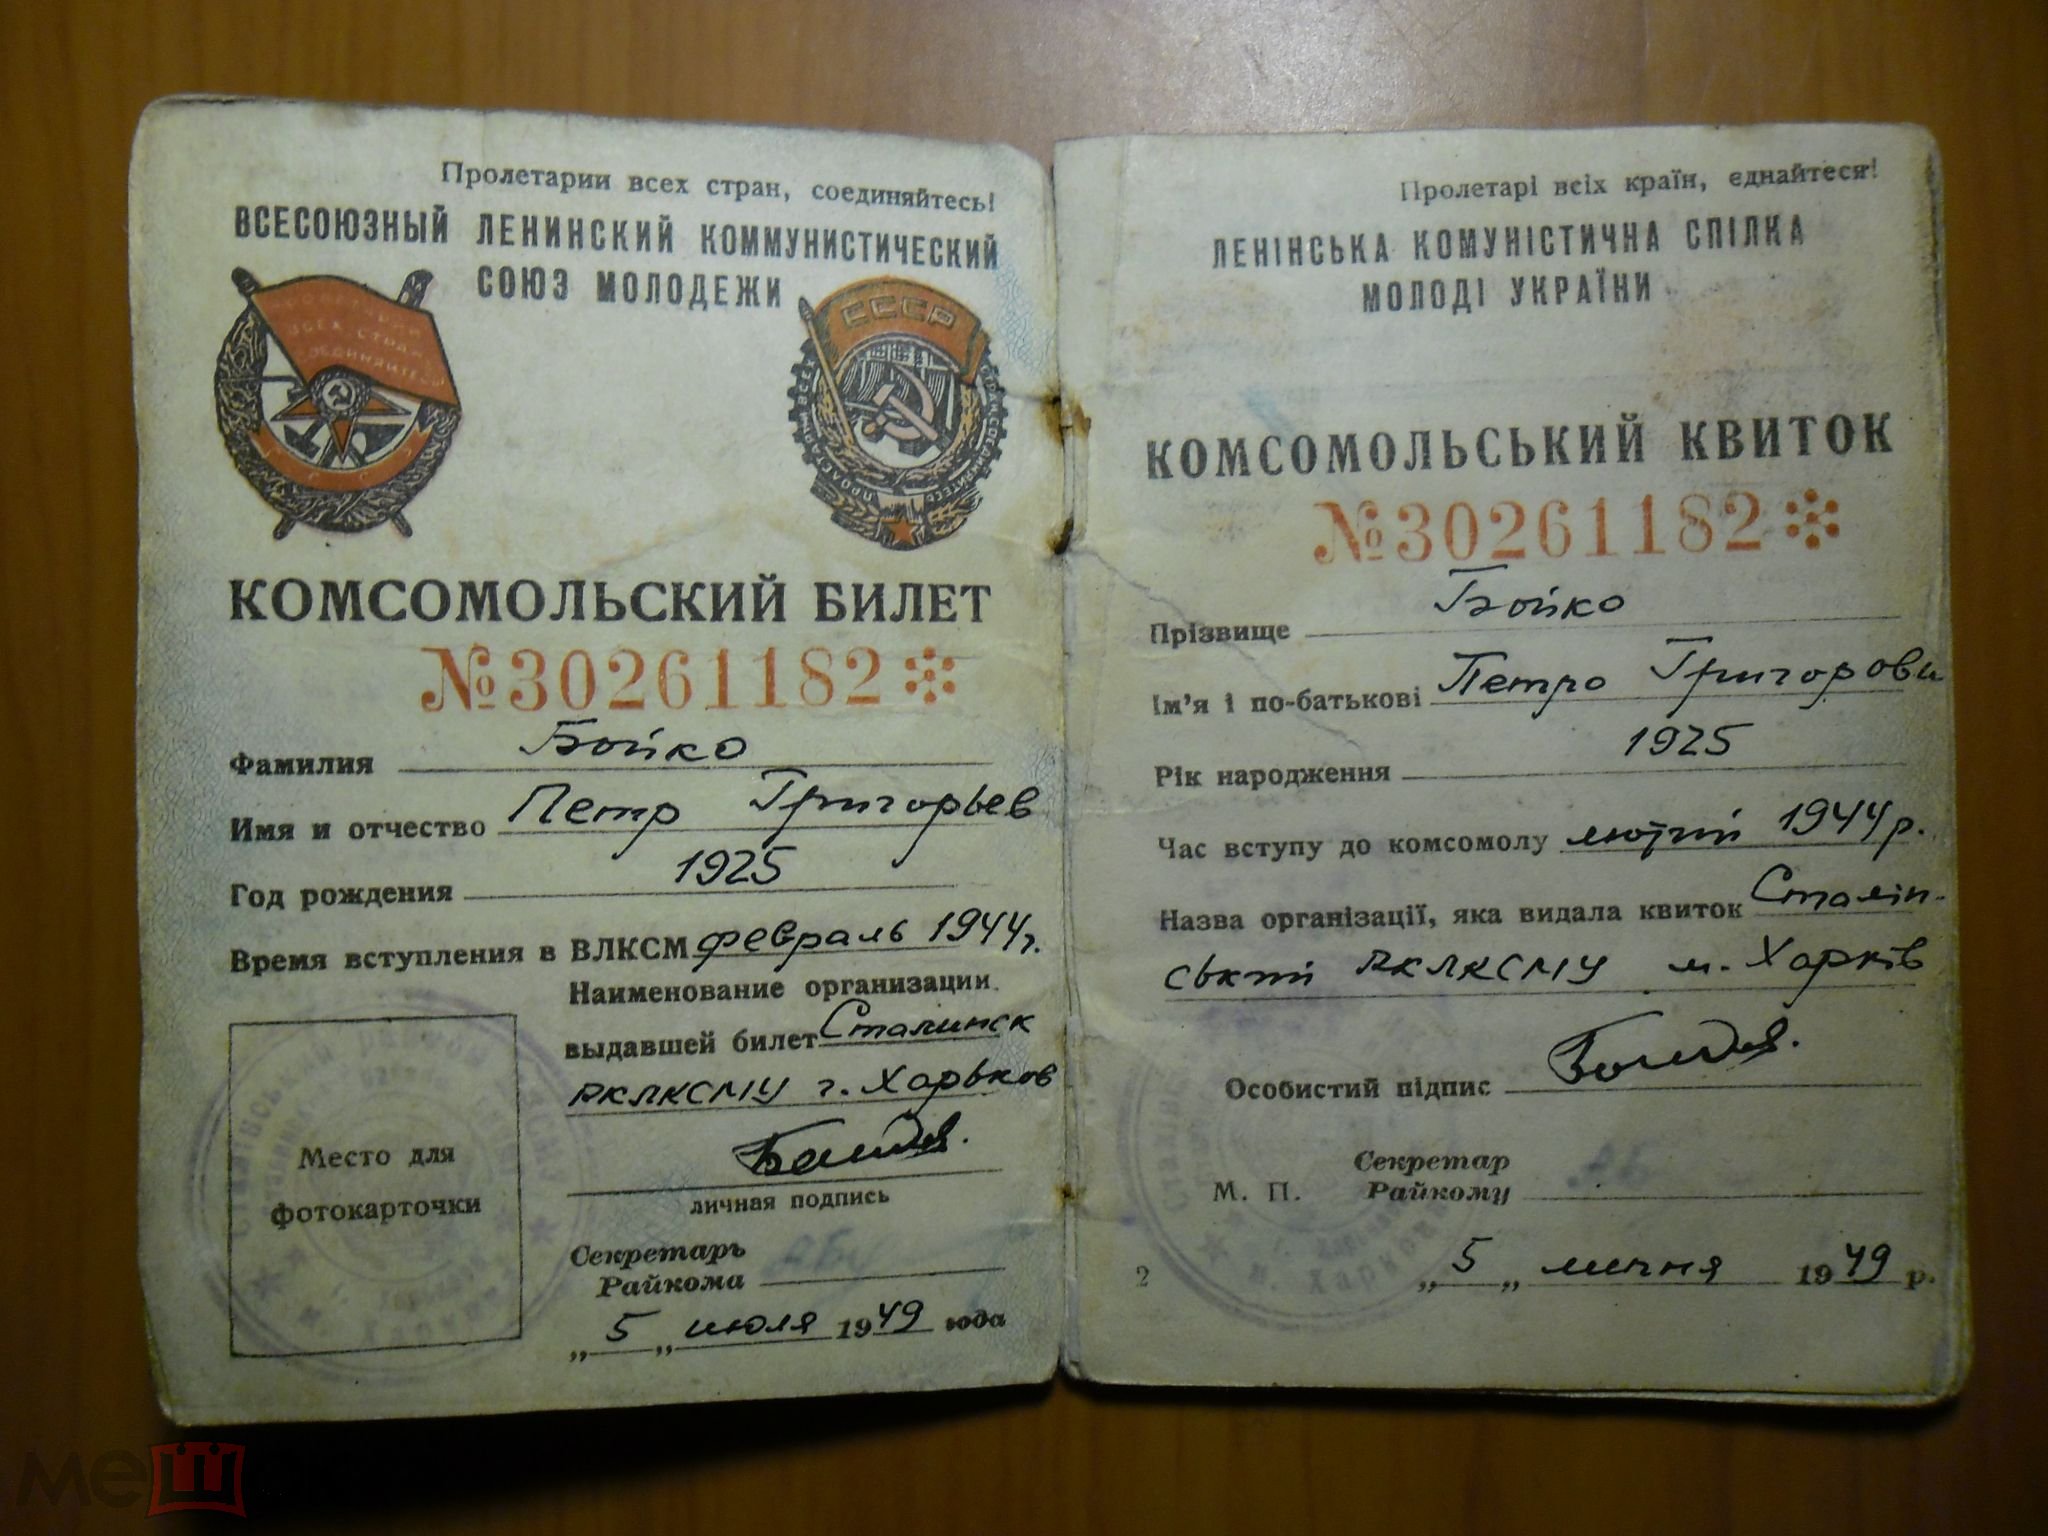 Пролетарии всех стран, соединяйтесь!
ВСЕСОЮЗНЫЙ ЛЕНИНСКИЙ КОММУНИСТИЧЕСКИЙ
СОЮЗ МОЛОДЕЖИ
СССР
КОМСОМОЛЬСКИЙ БИЛЕТ
№30261182
Фамилия Бойко
Имя и отчество Петр Григорьев
Год рождения 1925
Время вступления в ВЛКСМ февраль 1944г.
Наименование организации
выдавшей билет Сталинск
РКЛКСМУ г. Харьков
личная подпись
Место для
фотокарточки
Секретарь
Райкома
„5„ июля 1949 года
Пролетарі всіх країн, єднайтеся!
ЛЕНІНСЬКА КОМУНІСТИЧНА СПІЛКА
МОЛОДІ УКРАЇНИ
КОМСОМОЛЬСЬКИЙ КВИТОК
№30261182
Прізвище Бойко
Ім'я і по-батькові Петро Григорови
Рік народження 1925
Час вступу до комсомолу лютий 1944р.
Назва організації, яка видала квиток Сталін-
ський РКЛКСМУ м. Харків
Особистий підпис
Секретар
М. П. Райкому
2 „5„ 1949 р.
мешок